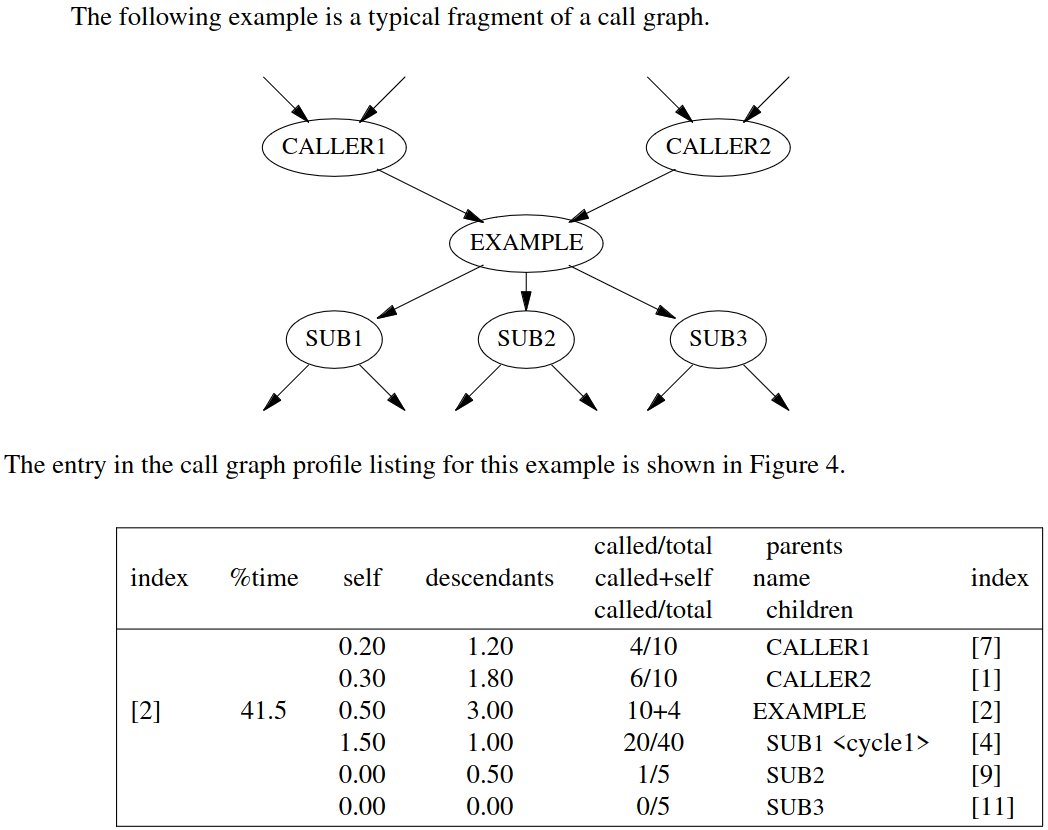 The following example is a typical fragment of a call graph.
CALLER1 CALLER2
EXAMPLE
SUB1 SUB2 SUB3
The entry in the call graph profile listing for this example is shown in Figure 4.
called/total parents
index %time self descendants called+self name index
called/total children
0.20 1.20 4/10 CALLER1 [7]
0.30 1.80 6/10 CALLER2 [1]
[2] 41.5 0.50 3.00 10+4 EXAMPLE [2]
1.50 1.00 20/40 SUB1 <cycle1> [4]
0.00 0.50 1/5 SUB2 [9]
0.00 0.00 0/5 SUB3 [11]